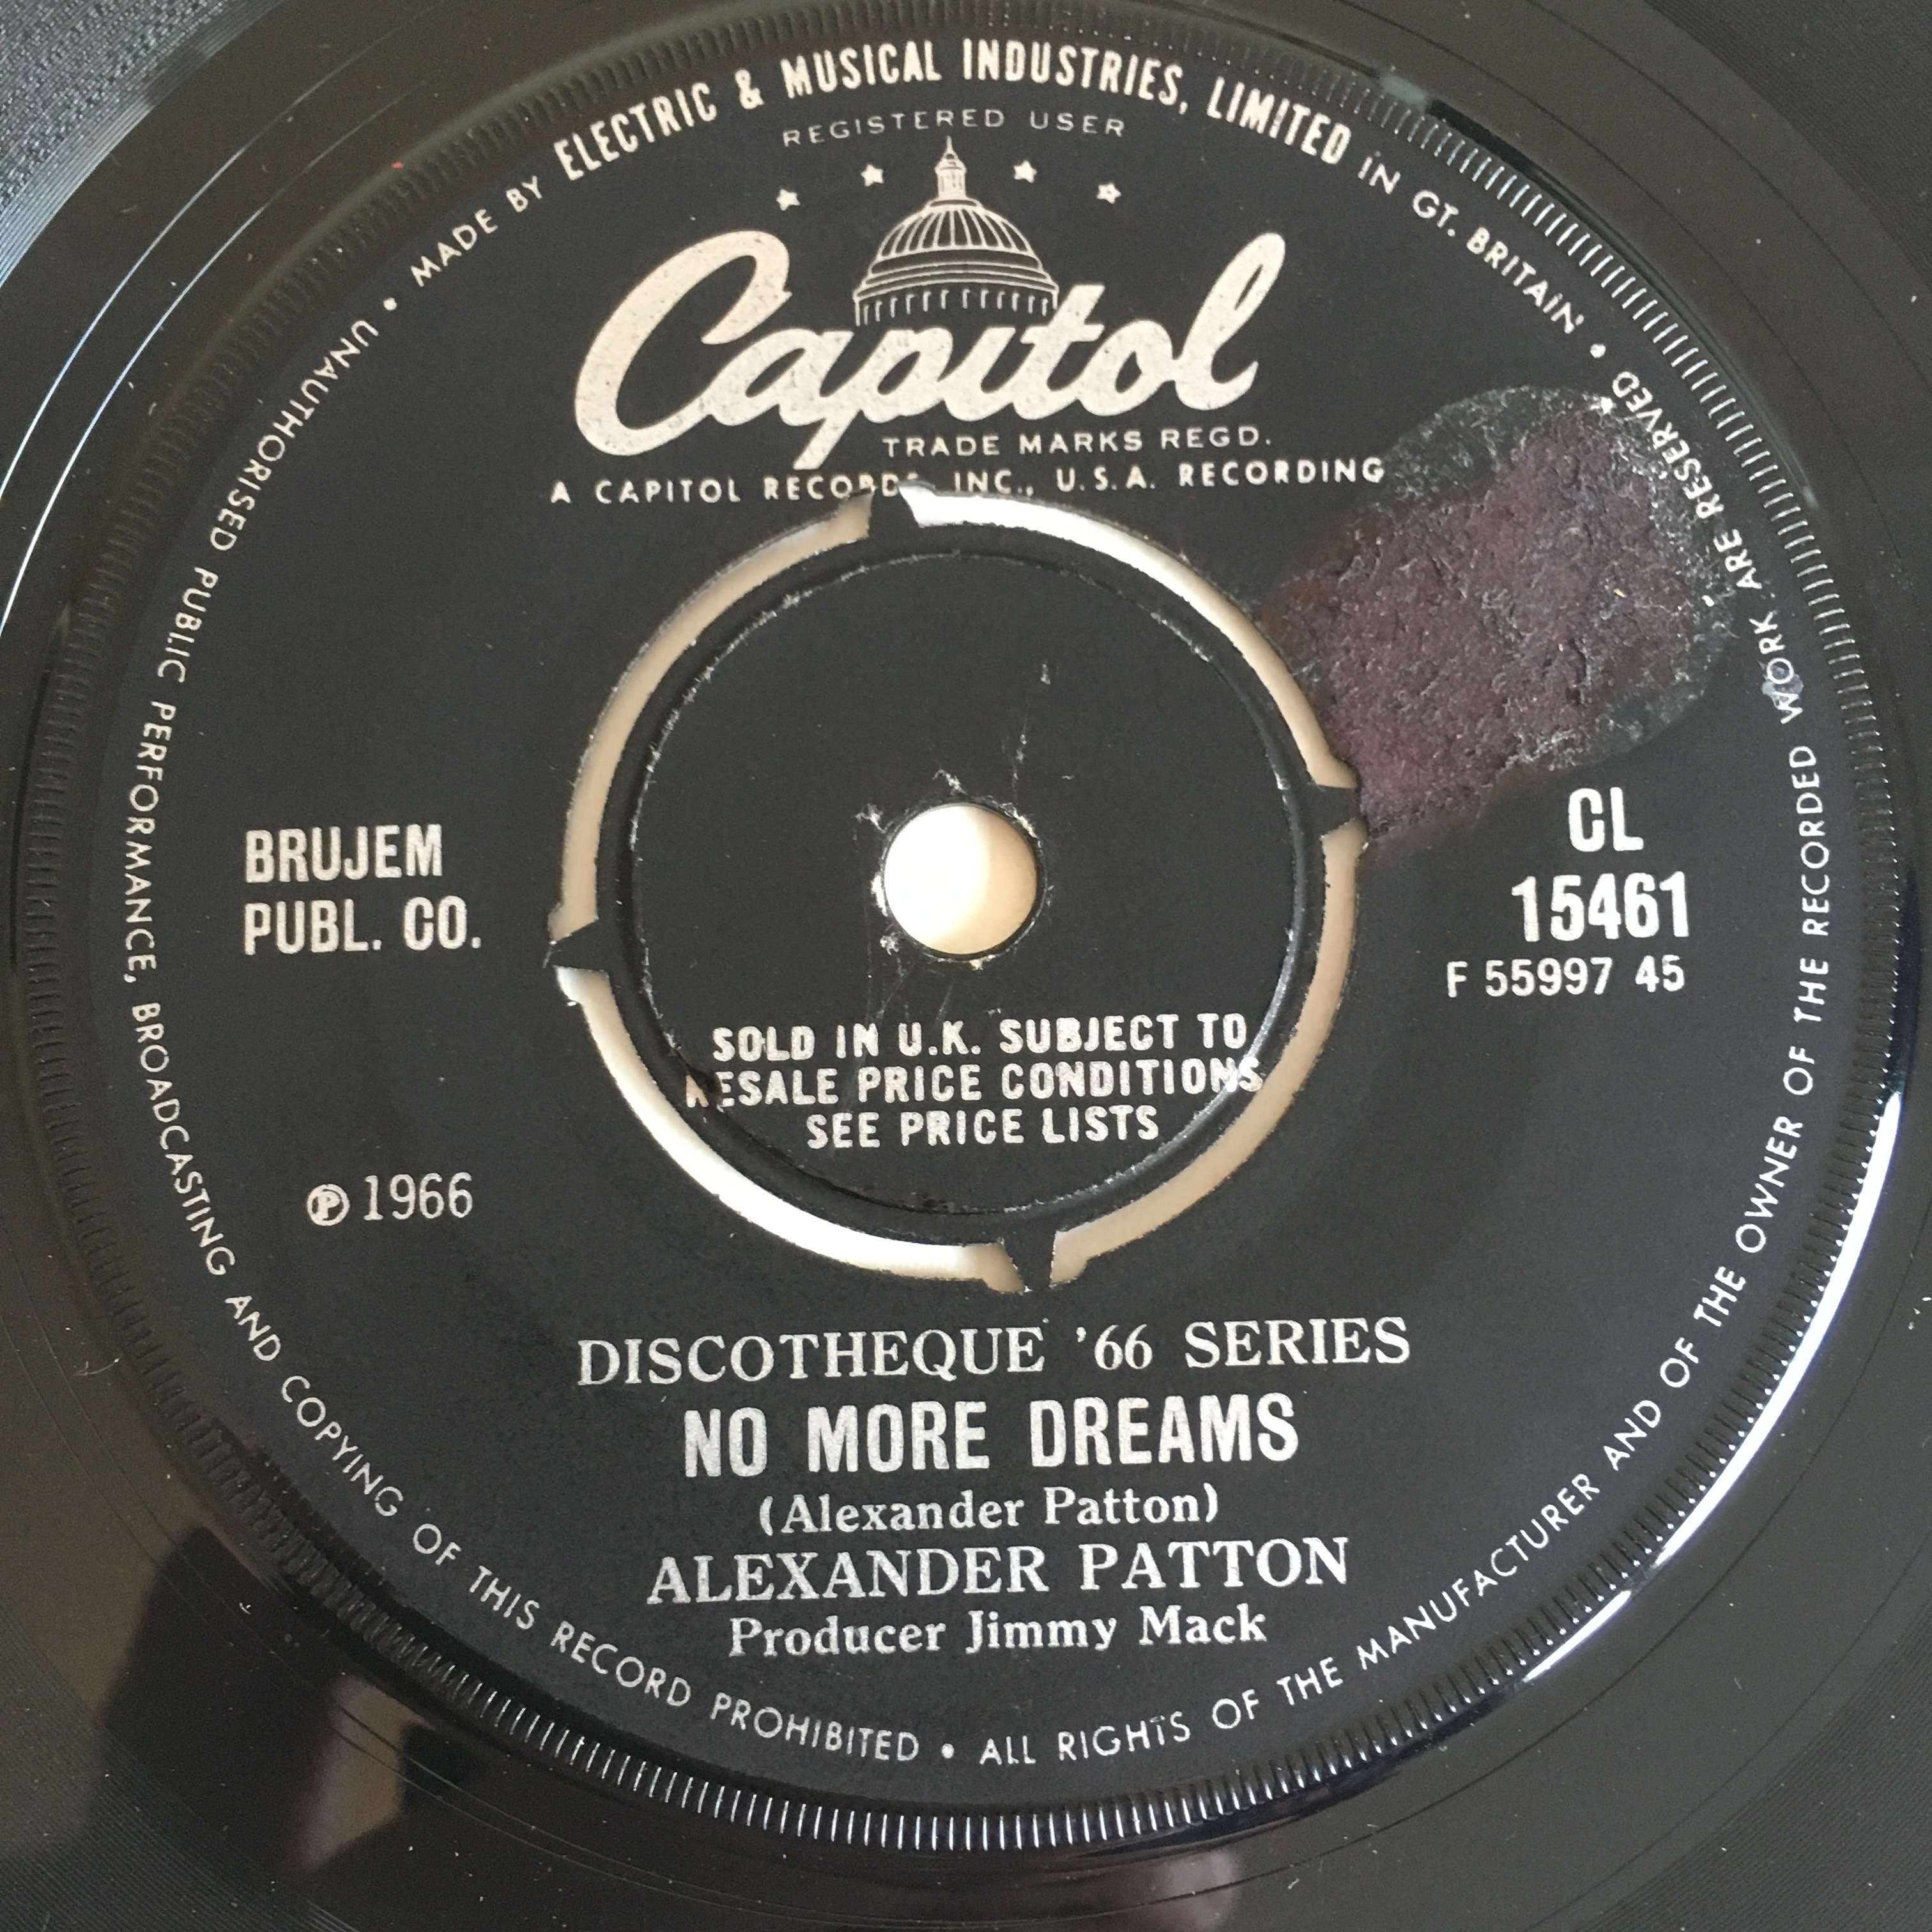 MADE BY ELECTRIC & MUSICAL INDUSTRIES, LIMITED IN GT. BRITAIN •
REGISTERED USER
Capitol
TRADE MARKS REGD.
A CAPITOL RECORDS, INC., U.S.A. RECORDING
BRUJEM
PUBL. CO.
CL
15461
F 55997 45
SOLD IN U.K. SUBJECT TO
RESALE PRICE CONDITIONS
SEE PRICE LISTS
Ⓟ 1966
DISCOTHEQUE '66 SERIES
NO MORE DREAMS
(Alexander Patton)
ALEXANDER PATTON
Producer Jimmy Mack
UNAUTHORISED PUBLIC PERFORMANCE, BROADCASTING AND COPYING OF THIS RECORD PROHIBITED • ALL RIGHTS OF THE MANUFACTURER AND OF THE OWNER OF THE RECORDED WORK ARE RESERVED •